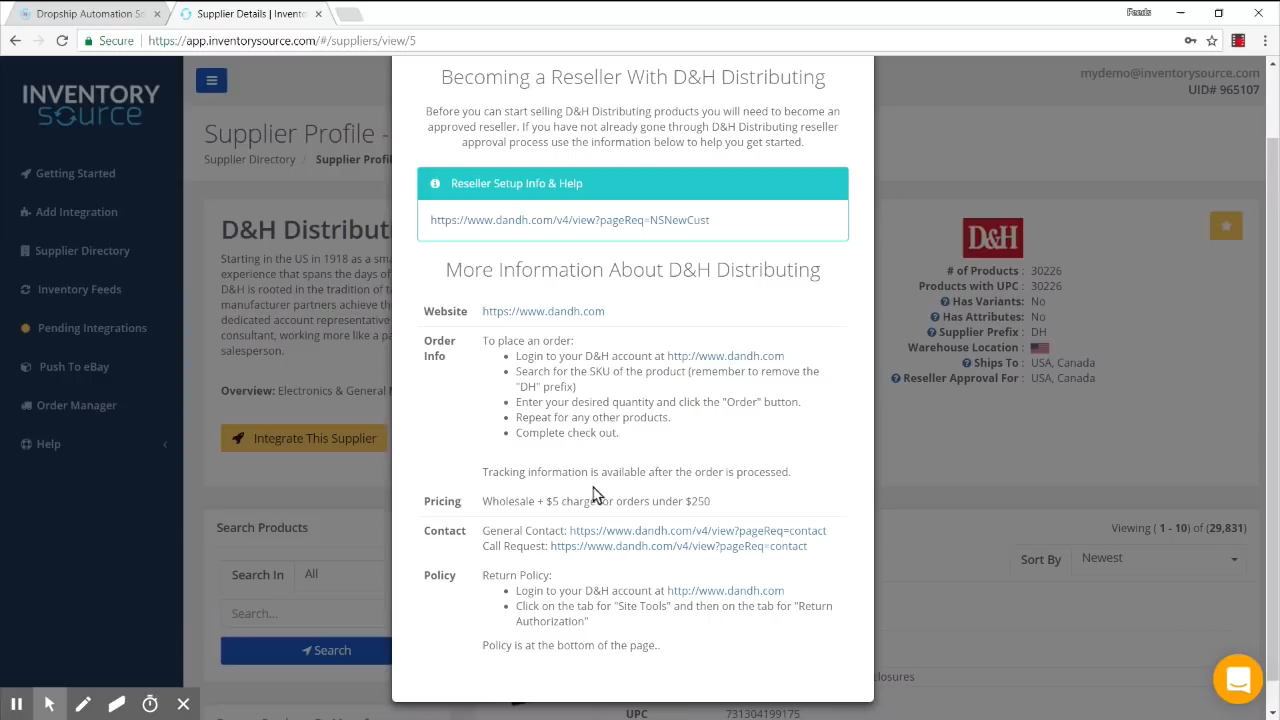 Dropship Automation So
Supplier Details | Invento
Feeds
Secure
https://app.inventorysource.com/#/suppliers/view/5
INVENTORY
source
Getting Started
Add Integration
Supplier Directory
Inventory Feeds
Pending Integrations
Push To eBay
Order Manager
Help
mydemo@inventorysource.com
UID# 965107
Supplier Profile -
Supplier Directory / Supplier Profil
D&H Distribut
Starting in the US in 1918 as a sm
experience that spans the days of
D&H is rooted in the tradition of t
manufacturer partners achieve th
dedicated account representative
consultant, working more like a pa
salesperson.
Overview: Electronics & General M
Integrate This Supplier
D&H
# of Products : 30226
Products with UPC : 30226
Has Variants: No
Has Attributes: No
Supplier Prefix : DH
Warehouse Location :
Ships To : USA, Canada
Reseller Approval For : USA, Canada
Search Products
Search In All
Search...
Search
Viewing ( 1 - 10) of (29,831)
Sort By Newest
closures
UPC 731304199175
Becoming a Reseller With D&H Distributing
Before you can start selling D&H Distributing products you will need to become an
approved reseller. If you have not already gone through D&H Distributing reseller
approval process use the information below to help you get started.
Reseller Setup Info & Help
https://www.dandh.com/v4/view?pageReq=NSNewCust
More Information About D&H Distributing
Website https://www.dandh.com
Order
Info
To place an order:
Login to your D&H account at http://www.dandh.com
Search for the SKU of the product (remember to remove the
"DH" prefix)
Enter your desired quantity and click the "Order" button.
Repeat for any other products.
Complete check out.
Tracking information is available after the order is processed.
Pricing Wholesale + $5 charge or orders under $250
Contact General Contact: https://www.dandh.com/v4/view?pageReq=contact
Call Request: https://www.dandh.com/v4/view?pageReq=contact
Policy Return Policy:
Login to your D&H account at http://www.dandh.com
Click on the tab for "Site Tools" and then on the tab for "Return
Authorization"
Policy is at the bottom of the page..